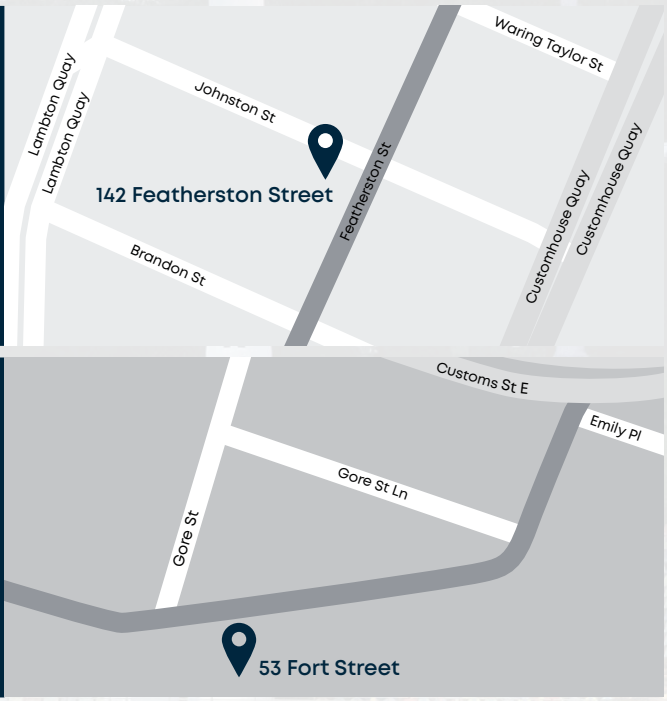 Waring Taylor St
Lambton Quay
Lambton Quay
Johnston St
142 Featherston Street
Featherston St
Customhouse Quay
Customhouse Quay
Brandon St
Customs St E
Emily Pl
Gore St Ln
Gore St
53 Fort Street